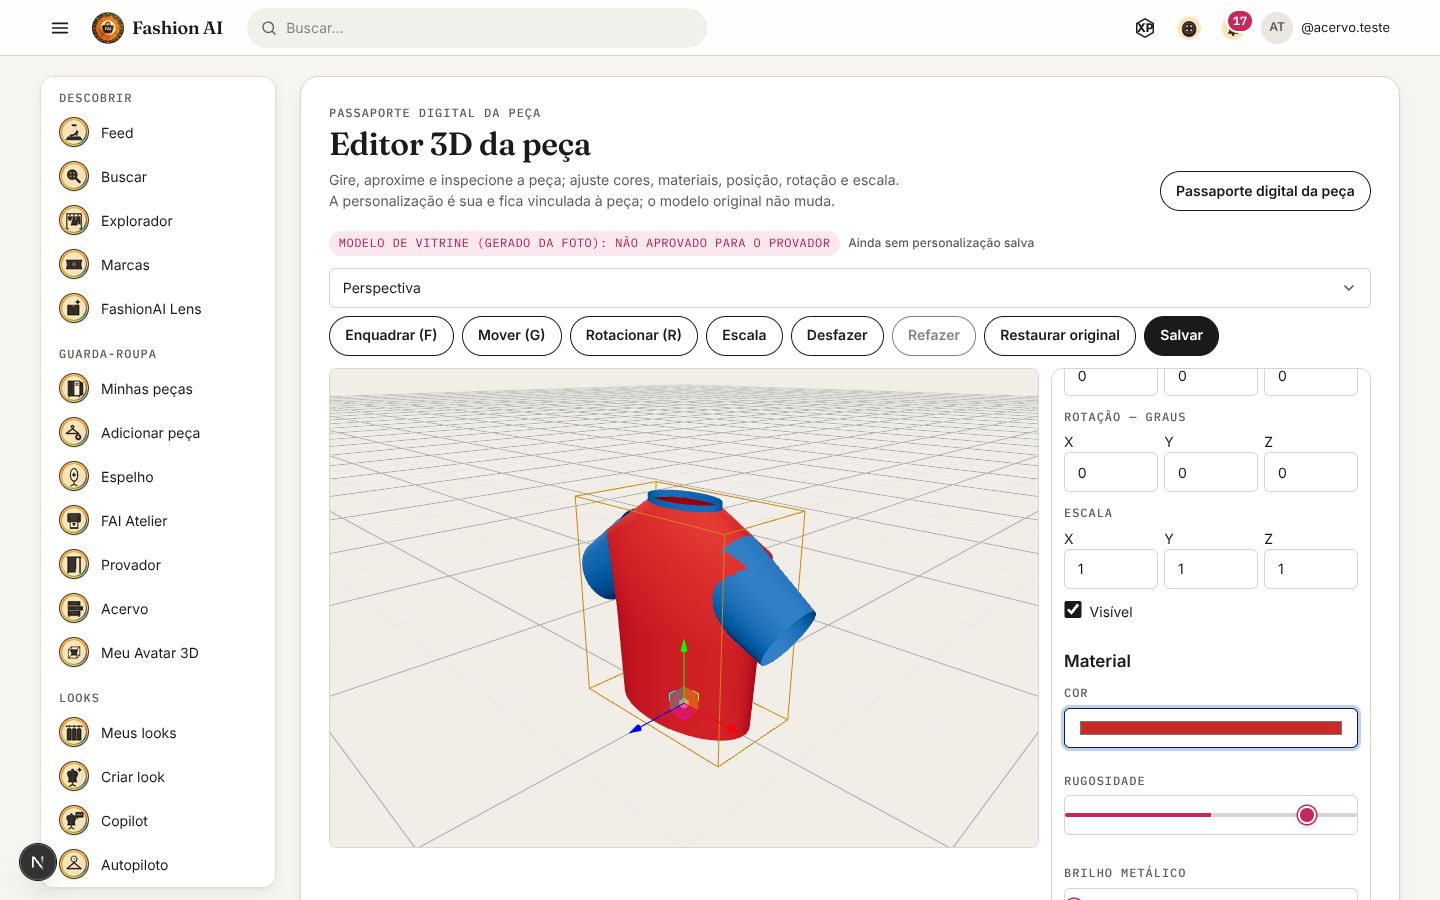 Fashion AI
Buscar...
XP
17
AT
@acervo.teste
DESCOBRIR
Feed
Buscar
Explorador
Marcas
FashionAI Lens
GUARDA-ROUPA
Minhas peças
Adicionar peça
Espelho
FAI Atelier
Provador
Acervo
Meu Avatar 3D
LOOKS
Meus looks
Criar look
Copilot
Autopiloto
N
PASSAPORTE DIGITAL DA PEÇA
Editor 3D da peça
Gire, aproxime e inspecione a peça; ajuste cores, materiais, posição, rotação e escala.
A personalização é sua e fica vinculada à peça; o modelo original não muda.
Passaporte digital da peça
MODELO DE VITRINE (GERADO DA FOTO): NÃO APROVADO PARA O PROVADOR
Ainda sem personalização salva
Perspectiva
Enquadrar (F)
Mover (G)
Rotacionar (R)
Escala
Desfazer
Refazer
Restaurar original
Salvar
0 0 0
ROTAÇÃO — GRAUS
X Y Z
0 0 0
ESCALA
X Y Z
1 1 1
Visível
Material
COR
RUGOSIDADE
BRILHO METÁLICO